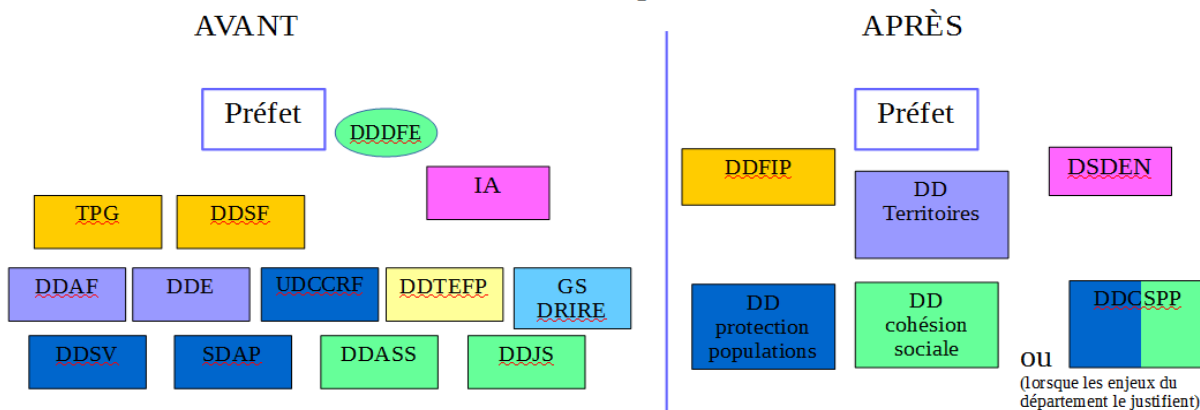 AVANT
Préfet
DDDFE
IA
TPG
DDSF
DDAF
DDE
UDCCRF
DDTEFP
GS
DRIRE
DDSV
SDAP
DDASS
DDJS
APRÈS
Préfet
DDFIP
DD
Territoires
DSDEN
DD
protection
populations
DD
cohésion
sociale
ou
(lorsque les enjeux du
département le justifient)
DDCSPP